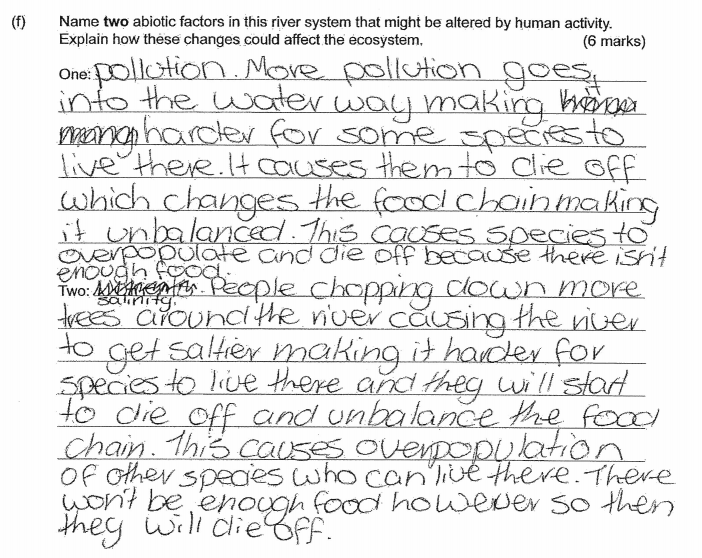 (f) Name two abiotic factors in this river system that might be altered by human activity.
Explain how these changes could affect the ecosystem. (6 marks)
One: pollution. More pollution goes
into the water way making it
harder for some species to
live there. It causes them to die off
which changes the food chain making
it unbalanced. This causes species to
overpopulate and die off because there isn't
enough food.
Two: salinity. People chopping down more
trees around the river causing the river
to get saltier making it harder for
species to live there and they will start
to die off and unbalance the food
chain. This causes overpopulation
of other species who can live there. There
won't be enough food however so then
they will die off.